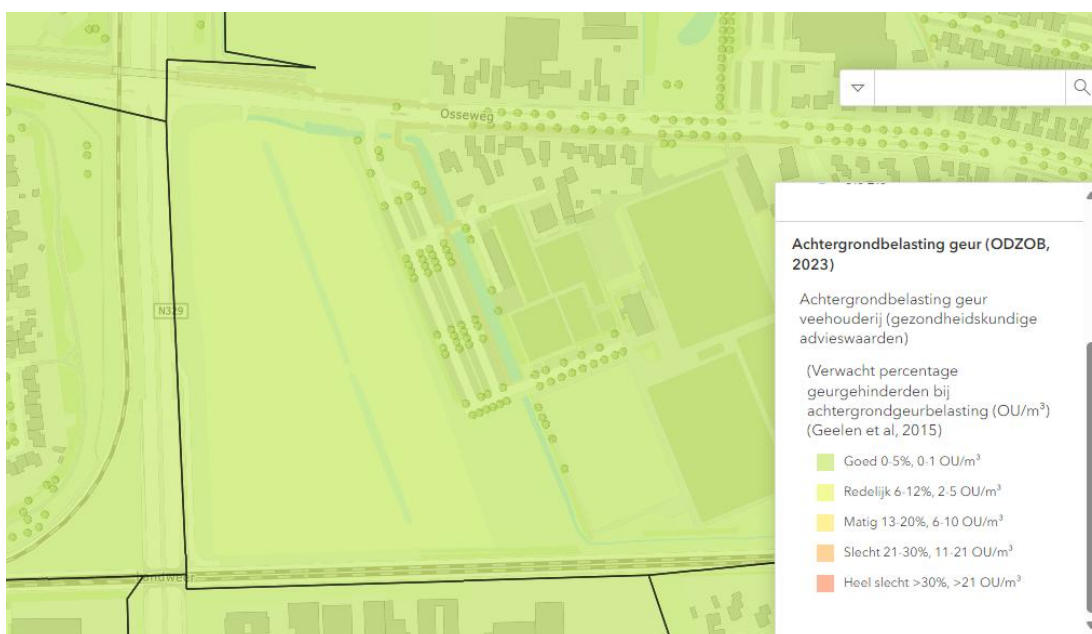 Osseweg
N329
Landweer
Achtergrondbelasting geur (ODZOB,
2023)
Achtergrondbelasting geur
veehouderij (gezondheidskundige
advieswaarden)
(Verwacht percentage
geurgehinderden bij
achtergrondgeurbelasting (OU/m³)
(Geelen et al, 2015)
Goed 0-5%, 0-1 OU/m³
Redelijk 6-12%, 2-5 OU/m³
Matig 13-20%, 6-10 OU/m³
Slecht 21-30%, 11-21 OU/m³
Heel slecht >30%, >21 OU/m³